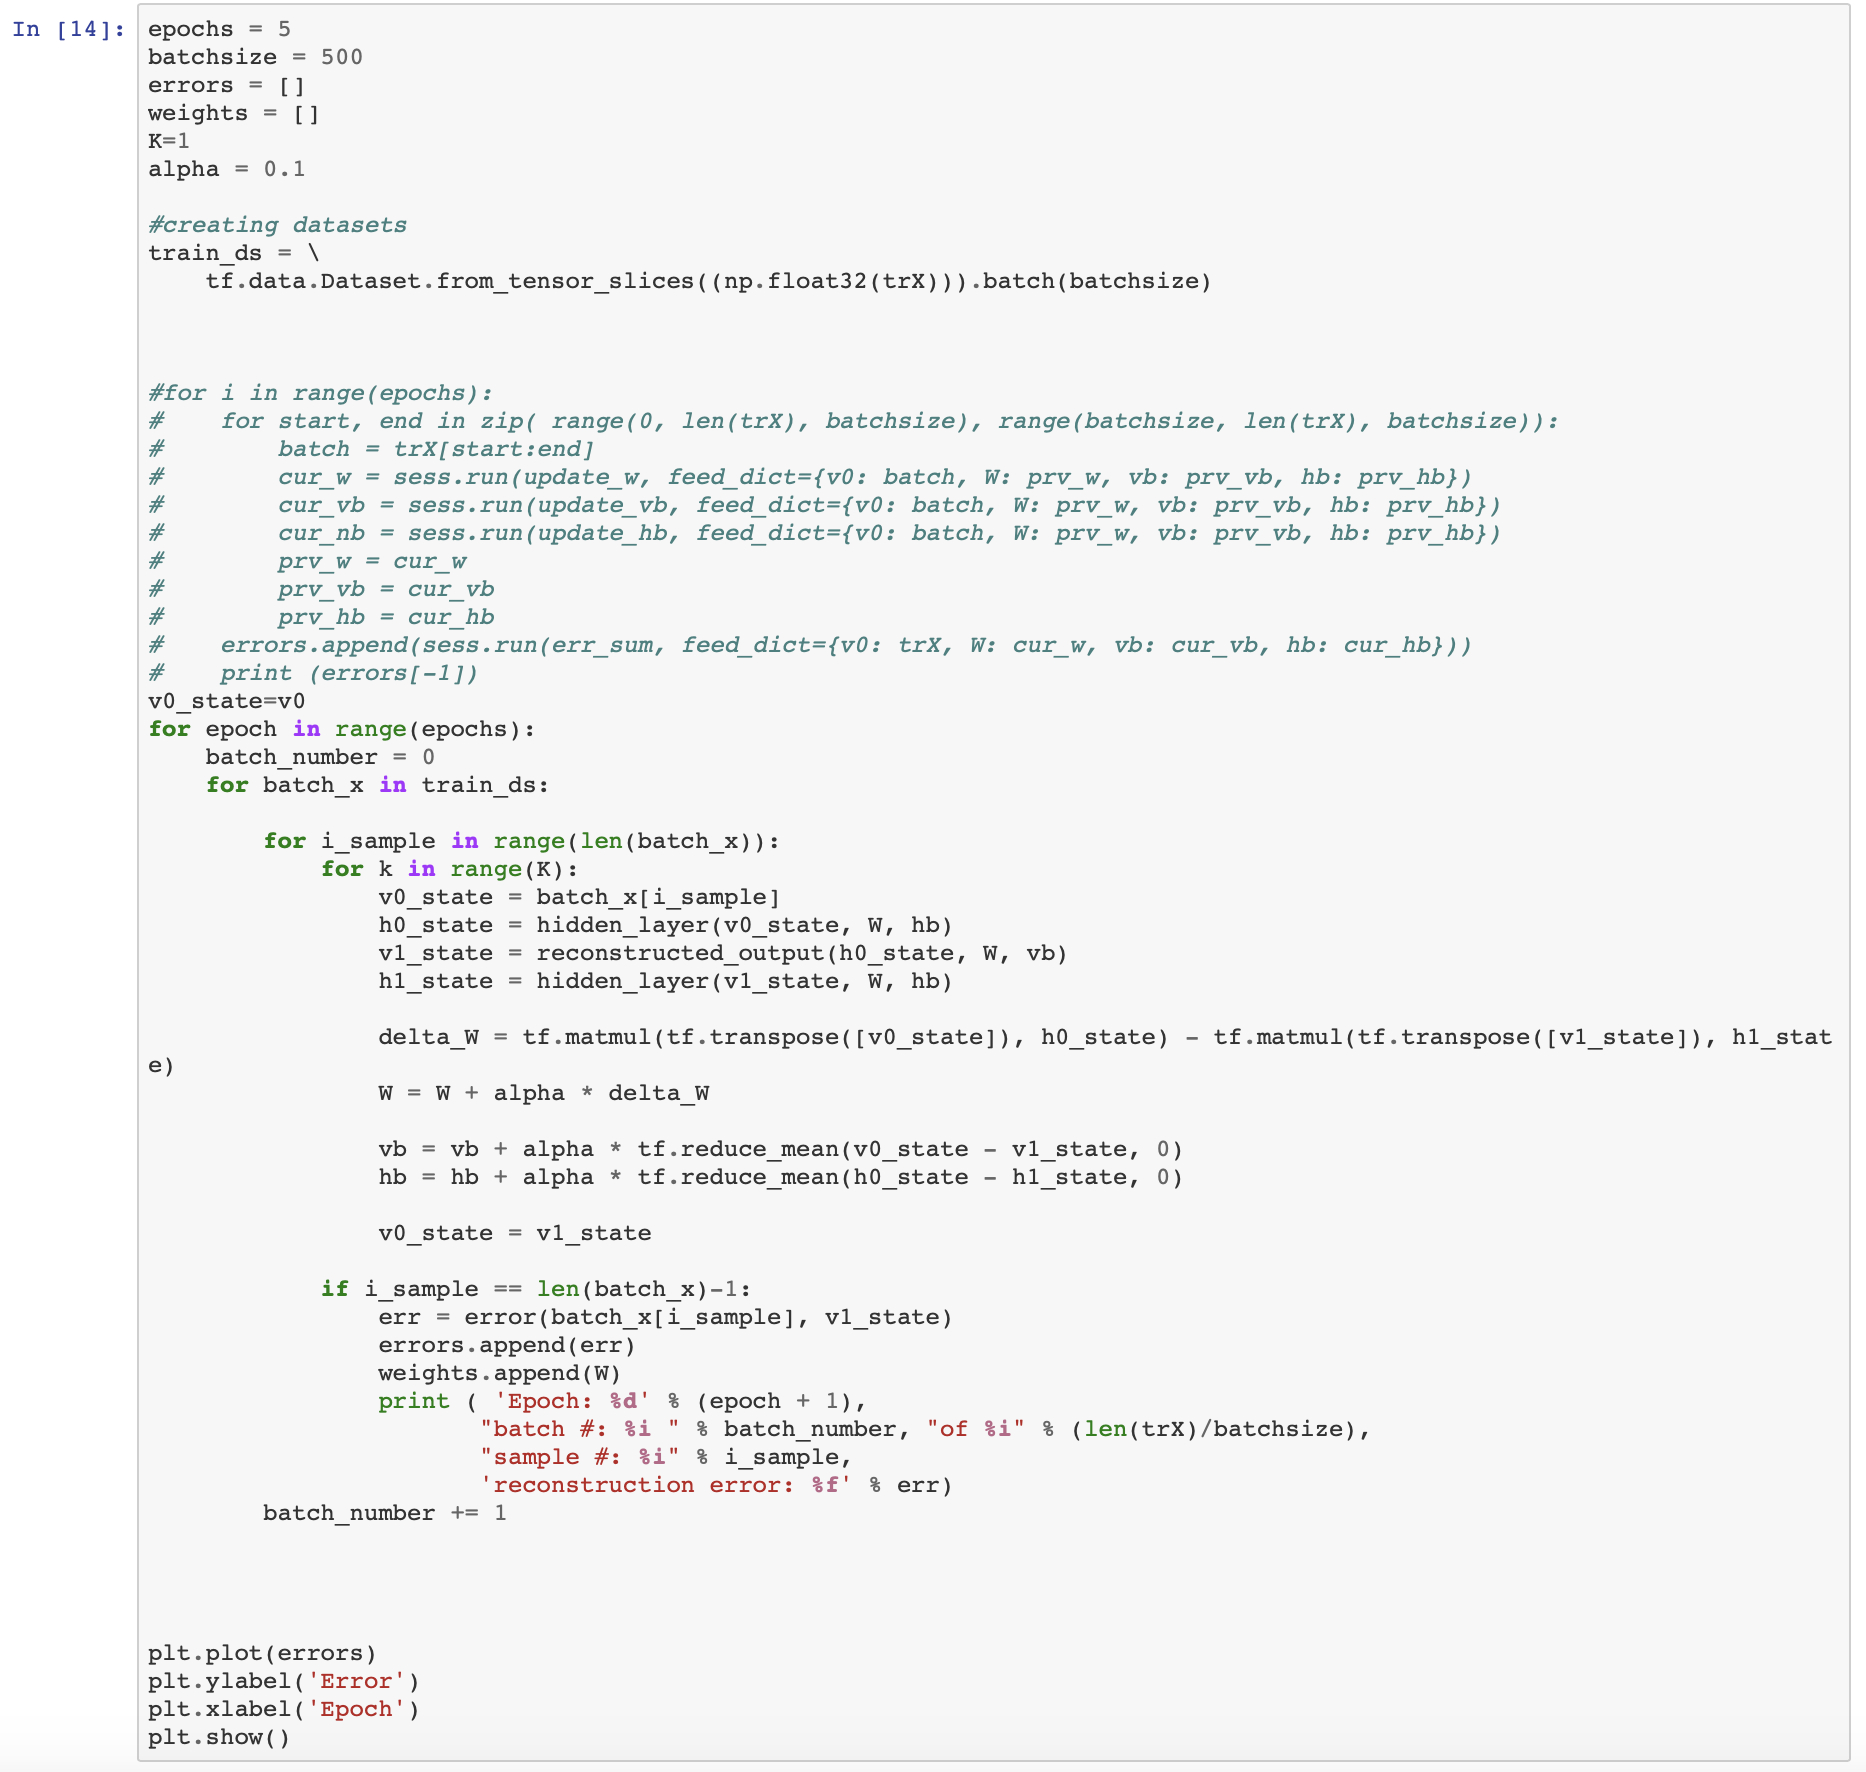 In [14]:
epochs = 5
batchsize = 500
errors = []
weights = []
K=1
alpha = 0.1
#creating datasets
train_ds = \
    tf.data.Dataset.from_tensor_slices((np.float32(trX))).batch(batchsize)
#for i in range(epochs):
#    for start, end in zip( range(0, len(trX), batchsize), range(batchsize, len(trX), batchsize)):
#        batch = trX[start:end]
#        cur_w = sess.run(update_w, feed_dict={v0: batch, W: prv_w, vb: prv_vb, hb: prv_hb})
#        cur_vb = sess.run(update_vb, feed_dict={v0: batch, W: prv_w, vb: prv_vb, hb: prv_hb})
#        cur_nb = sess.run(update_hb, feed_dict={v0: batch, W: prv_w, vb: prv_vb, hb: prv_hb})
#        prv_w = cur_w
#        prv_vb = cur_vb
#        prv_hb = cur_hb
#    errors.append(sess.run(err_sum, feed_dict={v0: trX, W: cur_w, vb: cur_vb, hb: cur_hb}))
#    print (errors[-1])
v0_state=v0
for epoch in range(epochs):
    batch_number = 0
    for batch_x in train_ds:
        for i_sample in range(len(batch_x)):
            for k in range(K):
                v0_state = batch_x[i_sample]
                h0_state = hidden_layer(v0_state, W, hb)
                v1_state = reconstructed_output(h0_state, W, vb)
                h1_state = hidden_layer(v1_state, W, hb)
                delta_W = tf.matmul(tf.transpose([v0_state]), h0_state) - tf.matmul(tf.transpose([v1_state]), h1_stat
e)
                W = W + alpha * delta_W
                vb = vb + alpha * tf.reduce_mean(v0_state - v1_state, 0)
                hb = hb + alpha * tf.reduce_mean(h0_state - h1_state, 0)
                v0_state = v1_state
            if i_sample == len(batch_x)-1:
                err = error(batch_x[i_sample], v1_state)
                errors.append(err)
                weights.append(W)
                print ( 'Epoch: %d' % (epoch + 1),
                       "batch #: %i " % batch_number, "of %i" % (len(trX)/batchsize),
                       "sample #: %i" % i_sample,
                       'reconstruction error: %f' % err)
        batch_number += 1
plt.plot(errors)
plt.ylabel('Error')
plt.xlabel('Epoch')
plt.show()